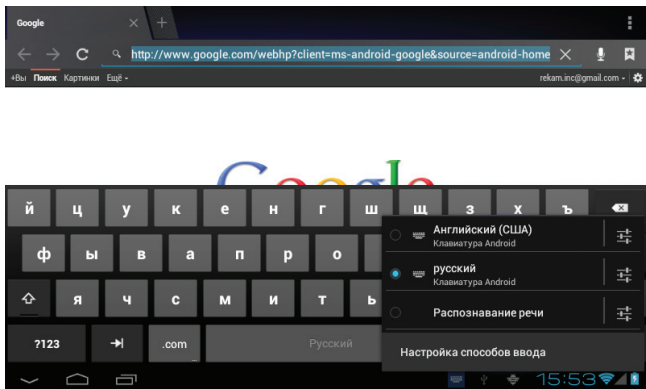 Google
http://www.google.com/webhp?client=ms-android-google&source=android-home
+Вы Поиск Картинки Ещё
rekam.inc@gmail.com
Google
й ц у к е н г ш щ з х ъ
ф ы в а п р о
я ч с м и т ь
?123 .com Русский
Английский (США)
Клавиатура Android
русский
Клавиатура Android
Распознавание речи
Настройка способов ввода
15:53